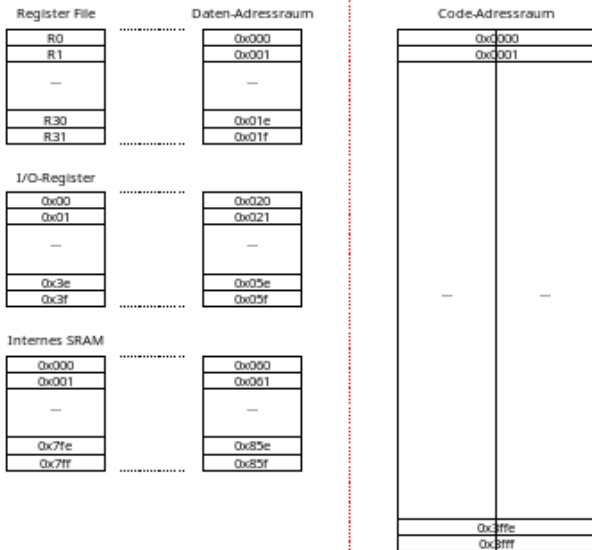 Register File
Daten-Adressraum
Code-Adressraum
R0
0x000
0x0000
R1
0x001
0x0001
...
...
R30
0x01e
R31
0x01f
I/O-Register
0x00
0x020
0x01
0x021
...
...
...
...
0x3e
0x05e
0x3f
0x05f
Internes SRAM
0x000
0x060
0x001
0x061
...
...
0x7fe
0x85e
0x7ff
0x85f
0x3ffe
0x3fff